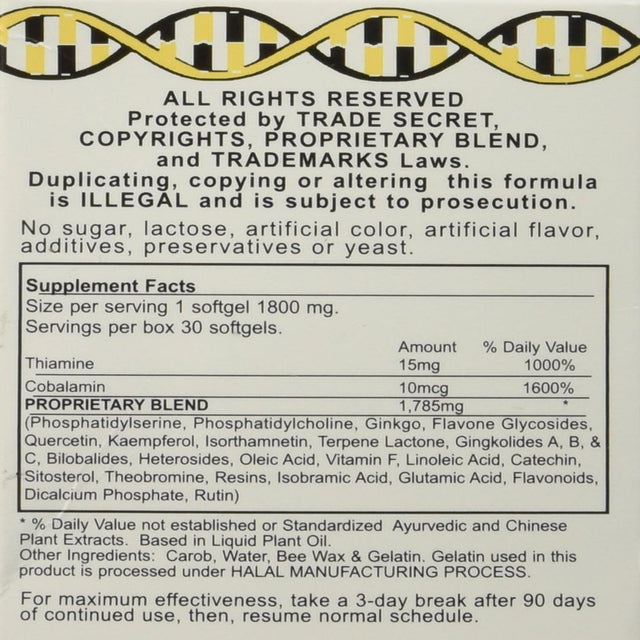 ALL RIGHTS RESERVED
Protected by TRADE SECRET,
COPYRIGHTS, PROPRIETARY BLEND,
and TRADEMARKS Laws.
Duplicating, copying or altering this formula
is ILLEGAL and is subject to prosecution.
No sugar, lactose, artificial color, artificial flavor,
additives, preservatives or yeast.
Supplement Facts
Size per serving 1 softgel 1800 mg.
Servings per box 30 softgels.
Amount % Daily Value
Thiamine 15mg 1000%
Cobalamin 10mcg 1600%
PROPRIETARY BLEND 1,785mg *
(Phosphatidylserine, Phosphatidylcholine, Ginkgo, Flavone Glycosides,
Quercetin, Kaempferol, Isorthamnetin, Terpene Lactone, Gingkolides A, B, &
C, Bilobalides, Heterosides, Oleic Acid, Vitamin F, Linoleic Acid, Catechin,
Sitosterol, Theobromine, Resins, Isobramic Acid, Glutamic Acid, Flavonoids,
Dicalcium Phosphate, Rutin)
* % Daily Value not established or Standardized Ayurvedic and Chinese
Plant Extracts. Based in Liquid Plant Oil.
Other Ingredients: Carob, Water, Bee Wax & Gelatin. Gelatin used in this
product is processed under HALAL MANUFACTURING PROCESS.
For maximum effectiveness, take a 3-day break after 90 days
of continued use, then, resume normal schedule.